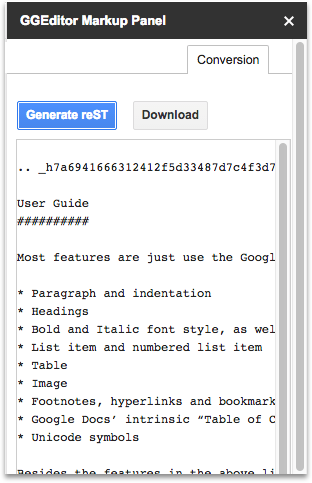 GGEditor Markup Panel ×
Conversion
Generate reST Download
.. _h7a6941666312412f5d33487d7c4f3d7
User Guide
##########
Most features are just use the Goog
* Paragraph and indentation
* Headings
* Bold and Italic font style, as wel
* List item and numbered list item
* Table
* Image
* Footnotes, hyperlinks and bookmark
* Google Docs’ intrinsic “Table of C
* Unicode symbols
Besides the features in the above li